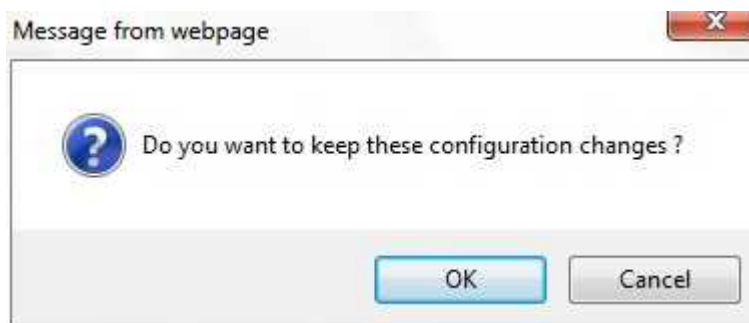 Message from webpage
Do you want to keep these configuration changes ?
OK
Cancel